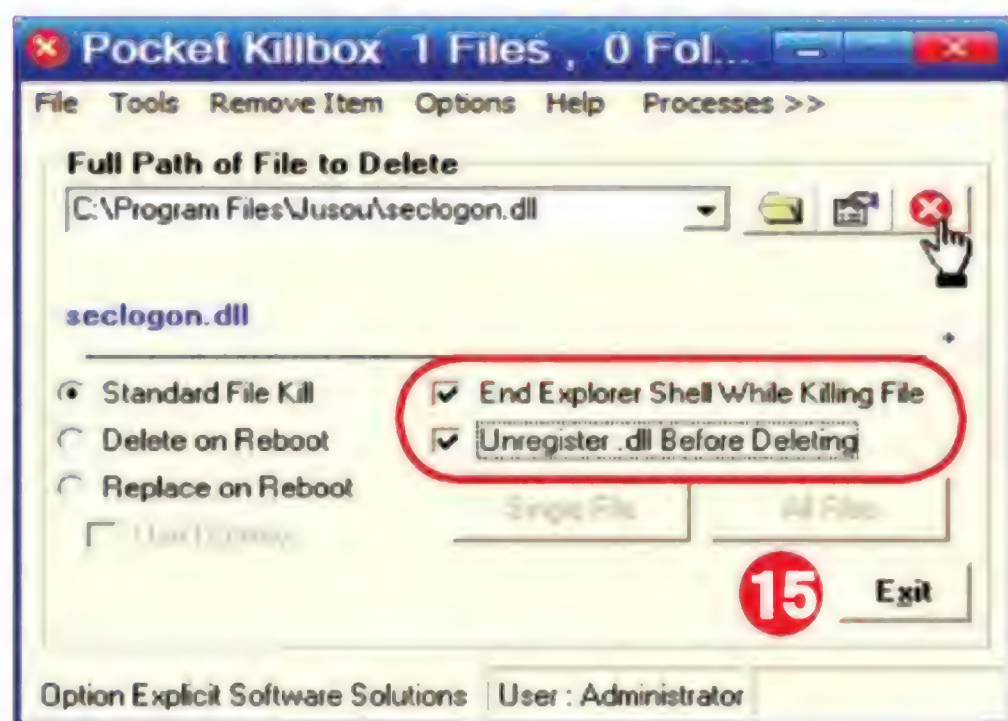 Pocket Killbox 1 Files , 0 Fol...
File Tools Remove Item Options Help Processes >>
Full Path of File to Delete
C:\Program Files\Jusou\seclogon.dll
seclogon.dll
Standard File Kill
End Explorer Shell While Killing File
Delete on Reboot
Unregister .dll Before Deleting
Replace on Reboot
Single File
All Files
15
Exit
Option Explicit Software Solutions
User : Administrator